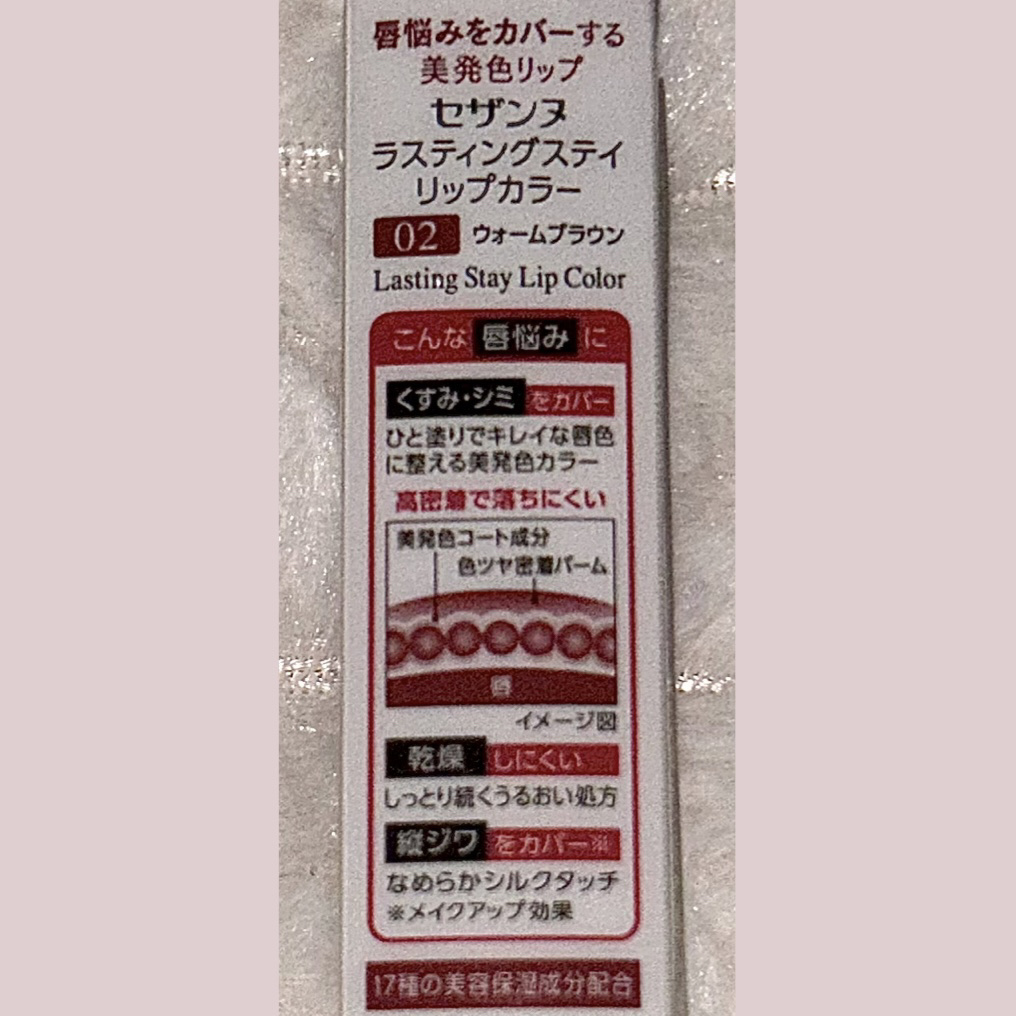 唇悩みをカバーする
美発色リップ
セザンヌ
ラスティングステイ
リップカラー
02 ウォームブラウン
Lasting Stay Lip Color
こんな唇悩みに
くすみ・シミをカバー
ひと塗りでキレイな唇色
に整える美発色カラー
高密着で落ちにくい
美発色コート成分
色ツヤ密着バーム
唇
イメージ図
乾燥しにくい
しっとり続くうるおい処方
縦ジワをカバー※
なめらかシルクタッチ
※メイクアップ効果
17種の美容保湿成分配合